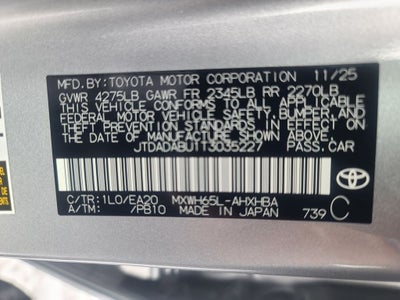 MFD.BY:TOYOTA MOTOR CORPORATION 11/25
GVWR 4275LB GAWR FR 2345LB RR 2270LB
THIS VEHICLE CONFORMS TO ALL APPLICABLE
FEDERAL MOTOR VEHICLE SAFETY, BUMPER, AND
THEFT PREVENTION STANDARDS IN EFFECT ON
THE DATE OF MANUFACTURE SHOWN ABOVE.
JTDADABU1T3035227 PASS.CAR
C/TR:1L0/EA20 MXWH65L-AHXHBA
A/TM: /PB10 MADE IN JAPAN 739 C
TOYOTA